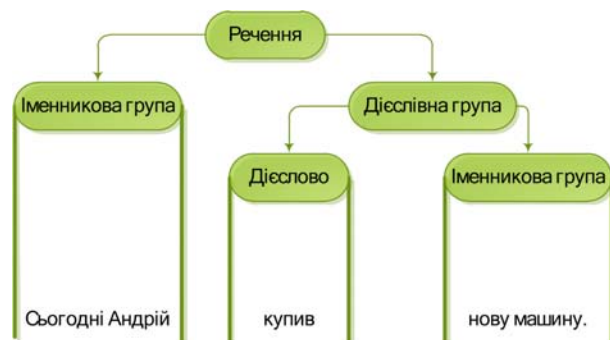 Речення
Іменникова група
Дієслівна група
Дієслово
Іменникова група
Сьогодні Андрій
купив
нову машину.